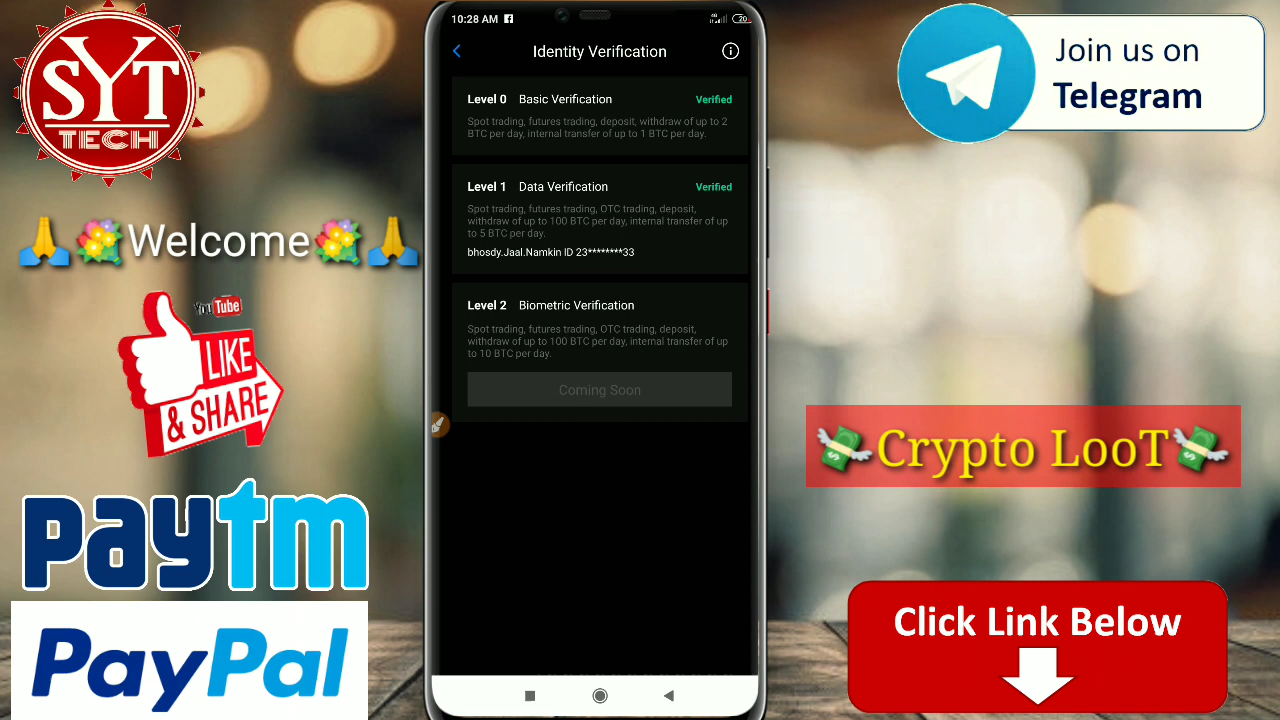 SYT
TECH
🙏💐Welcome💐🙏
YouTube
LIKE
& SHARE
Paytm
PayPal
10:28 AM
4G
20
Identity Verification
Level 0 Basic Verification Verified
Spot trading, futures trading, deposit, withdraw of up to 2
BTC per day, internal transfer of up to 1 BTC per day.
Level 1 Data Verification Verified
Spot trading, futures trading, OTC trading, deposit,
withdraw of up to 100 BTC per day, internal transfer of up
to 5 BTC per day.
bhosdy.Jaal.Namkin ID 23********33
Level 2 Biometric Verification
Spot trading, futures trading, OTC trading, deposit,
withdraw of up to 100 BTC per day, internal transfer of up
to 10 BTC per day.
Coming Soon
Join us on
Telegram
💸Crypto LooT💸
Click Link Below